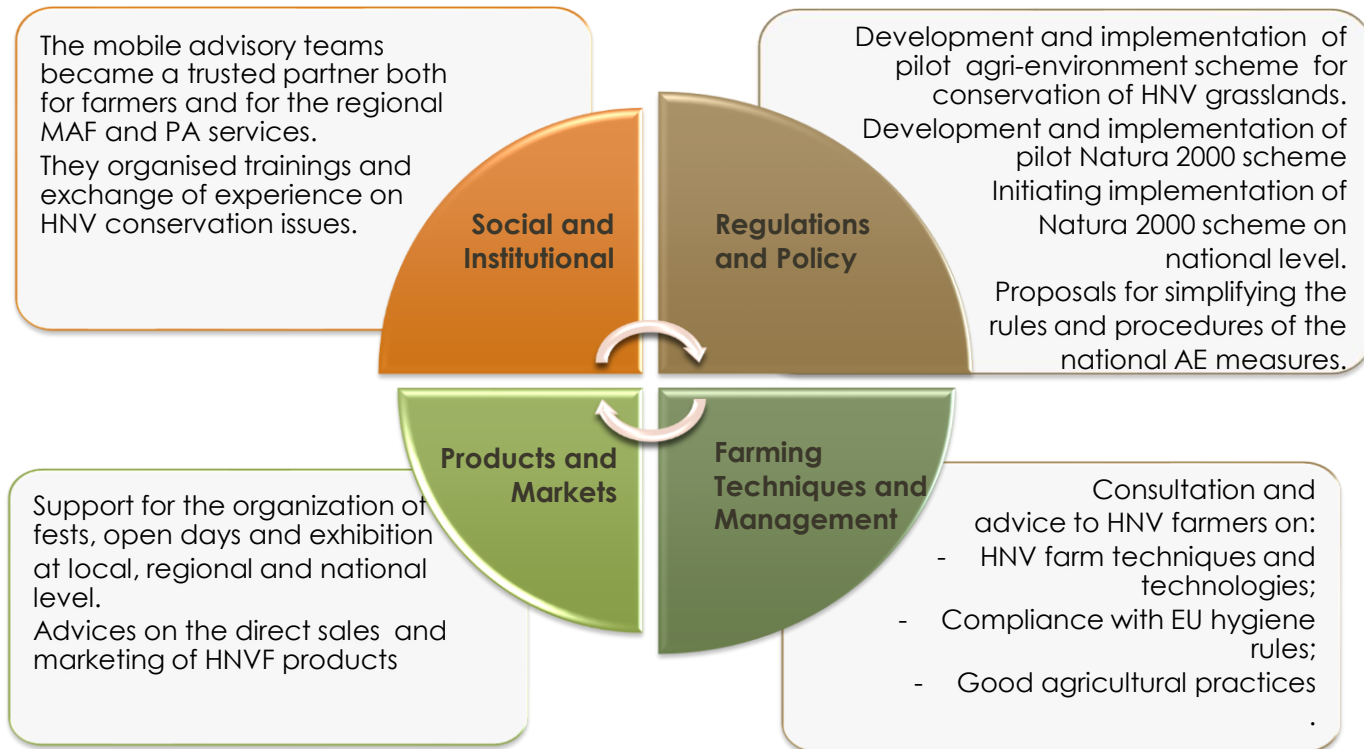 The mobile advisory teams
became a trusted partner both
for farmers and for the regional
MAF and PA services.
They organised trainings and
exchange of experience on
HNV conservation issues.
Development and implementation of
pilot agri-environment scheme for
conservation of HNV grasslands.
Development and implementation of
pilot Natura 2000 scheme
Initiating implementation of
Natura 2000 scheme on
national level.
Proposals for simplifying the
rules and procedures of the
national AE measures.
Social and
Institutional
Regulations
and Policy
Products and
Markets
Farming
Techniques and
Management
Support for the organization of
fests, open days and exhibition
at local, regional and national
level.
Advices on the direct sales and
marketing of HNVF products
Consultation and
advice to HNV farmers on:
- HNV farm techniques and
technologies;
- Compliance with EU hygiene
rules;
- Good agricultural practices
.